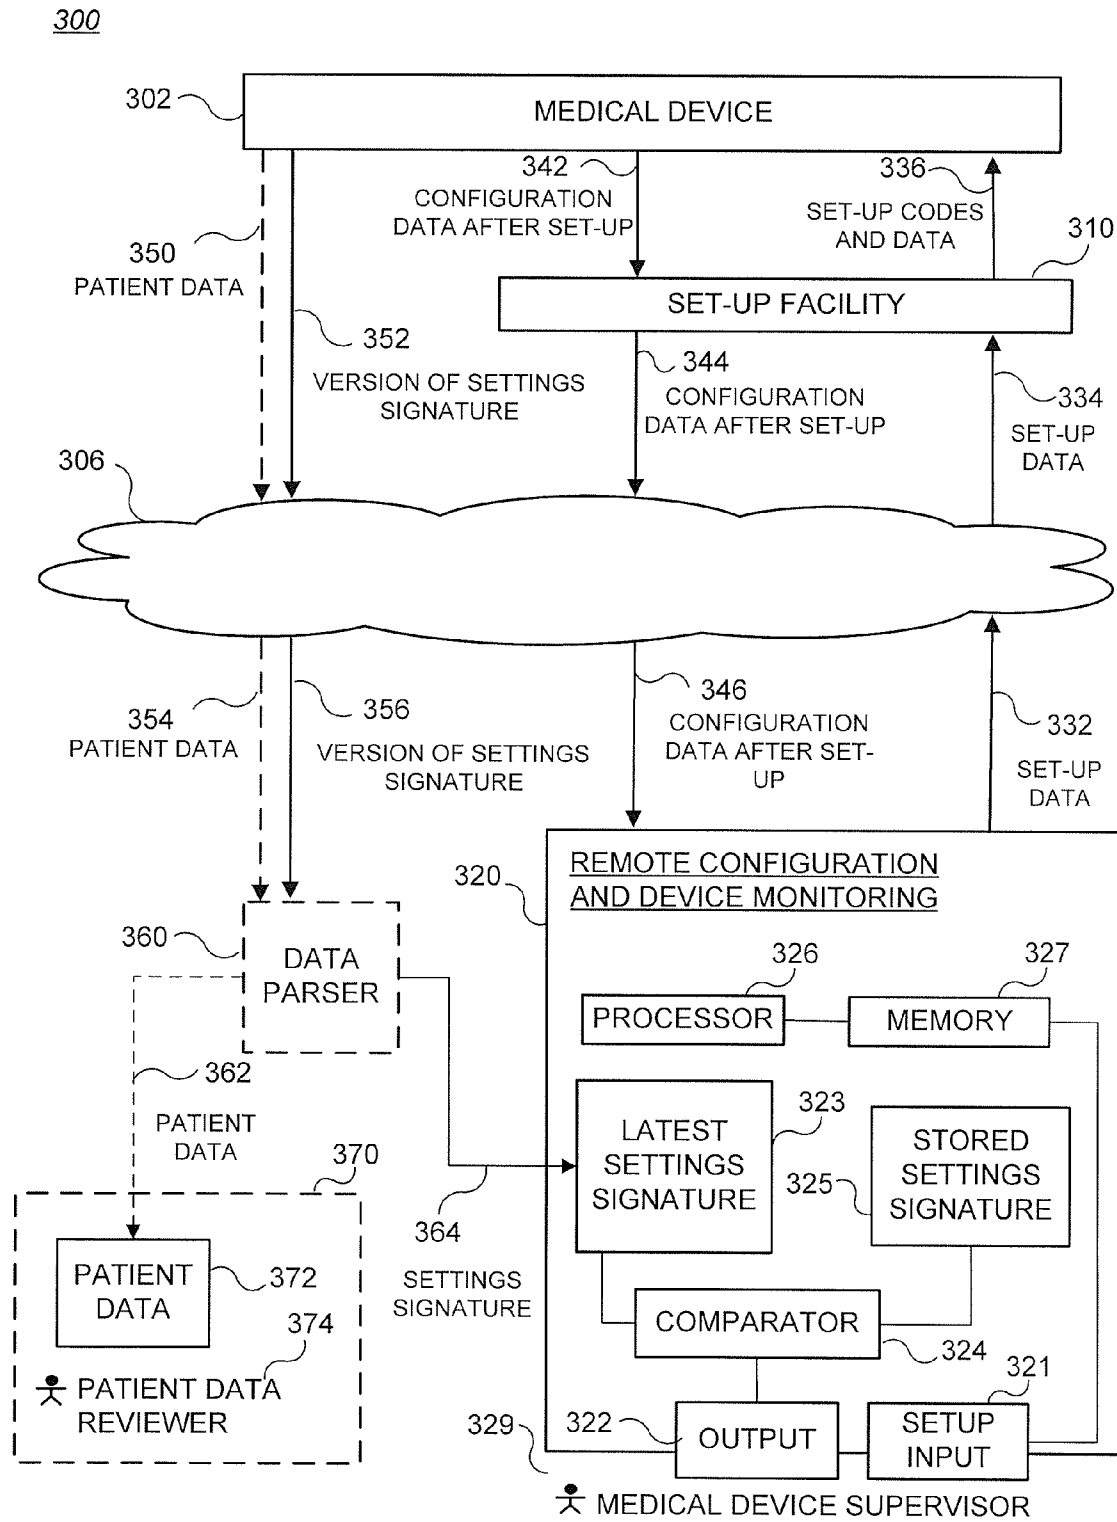 300
302
MEDICAL DEVICE
342
CONFIGURATION
DATA AFTER SET-UP
336
SET-UP CODES
AND DATA
310
350
PATIENT DATA
SET-UP FACILITY
352
VERSION OF SETTINGS
SIGNATURE
344
CONFIGURATION
DATA AFTER SET-UP
334
SET-UP
DATA
306
354
PATIENT DATA
356
VERSION OF SETTINGS
SIGNATURE
346
CONFIGURATION
DATA AFTER SET-
UP
332
SET-UP
DATA
320
REMOTE CONFIGURATION
AND DEVICE MONITORING
360
DATA
PARSER
326
PROCESSOR
327
MEMORY
362
PATIENT
DATA
364
SETTINGS
SIGNATURE
LATEST
SETTINGS
SIGNATURE
323
STORED
SETTINGS
SIGNATURE
325
370
PATIENT
DATA
372
374
PATIENT DATA
REVIEWER
COMPARATOR
324
321
322
OUTPUT
SETUP
INPUT
329
MEDICAL DEVICE SUPERVISOR